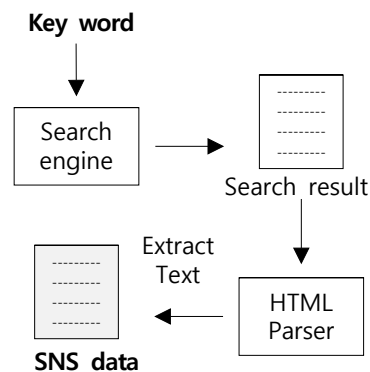 Key word
Search
engine
Search result
Extract
Text
HTML
Parser
SNS data